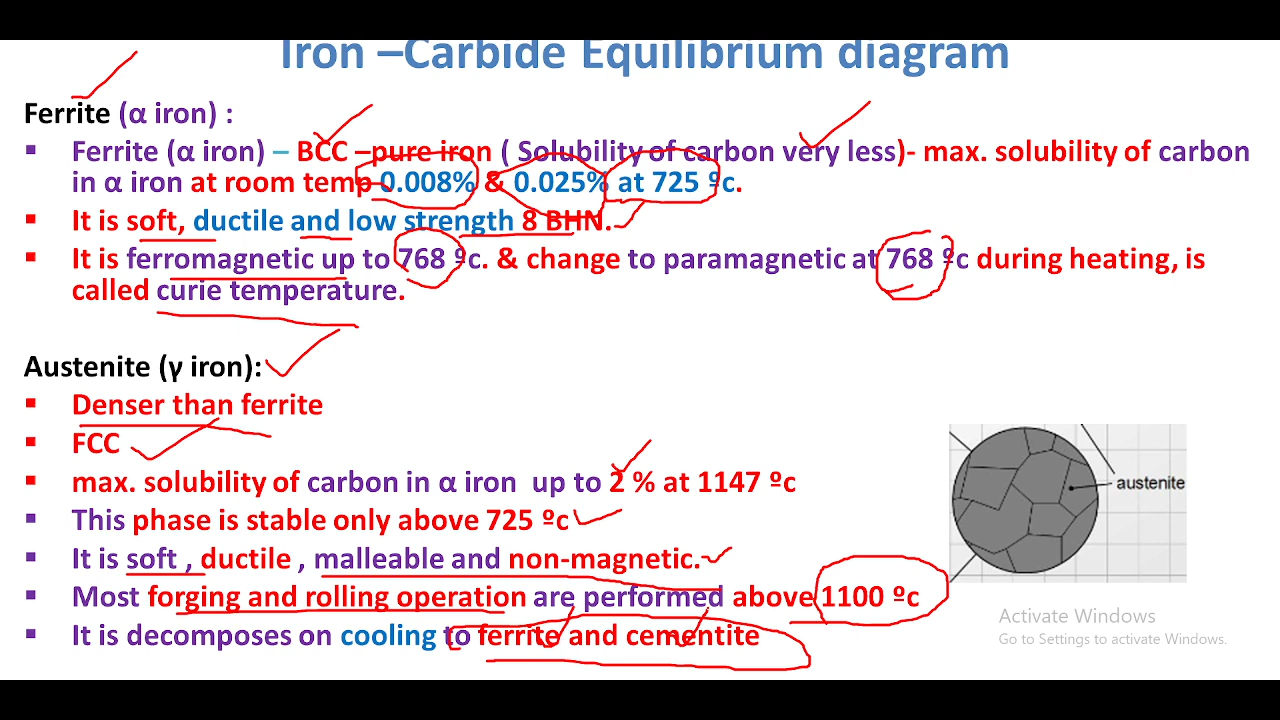 Iron –Carbide Equilibrium diagram
Ferrite (α iron) :
▪ Ferrite (α iron) – BCC –pure iron ( Solubility of carbon very less)- max. solubility of carbon
in α iron at room temp 0.008% & 0.025% at 725 ºc.
▪ It is soft, ductile and low strength 8 BHN.
▪ It is ferromagnetic up to 768 ºc. & change to paramagnetic at 768 ºc during heating, is
called curie temperature.
Austenite (γ iron):
▪ Denser than ferrite
▪ FCC
▪ max. solubility of carbon in α iron up to 2 % at 1147 ºc
▪ This phase is stable only above 725 ºc
▪ It is soft , ductile , malleable and non-magnetic.
▪ Most forging and rolling operation are performed above 1100 ºc
▪ It is decomposes on cooling to ferrite and cementite
austenite
Activate Windows
Go to Settings to activate Windows.